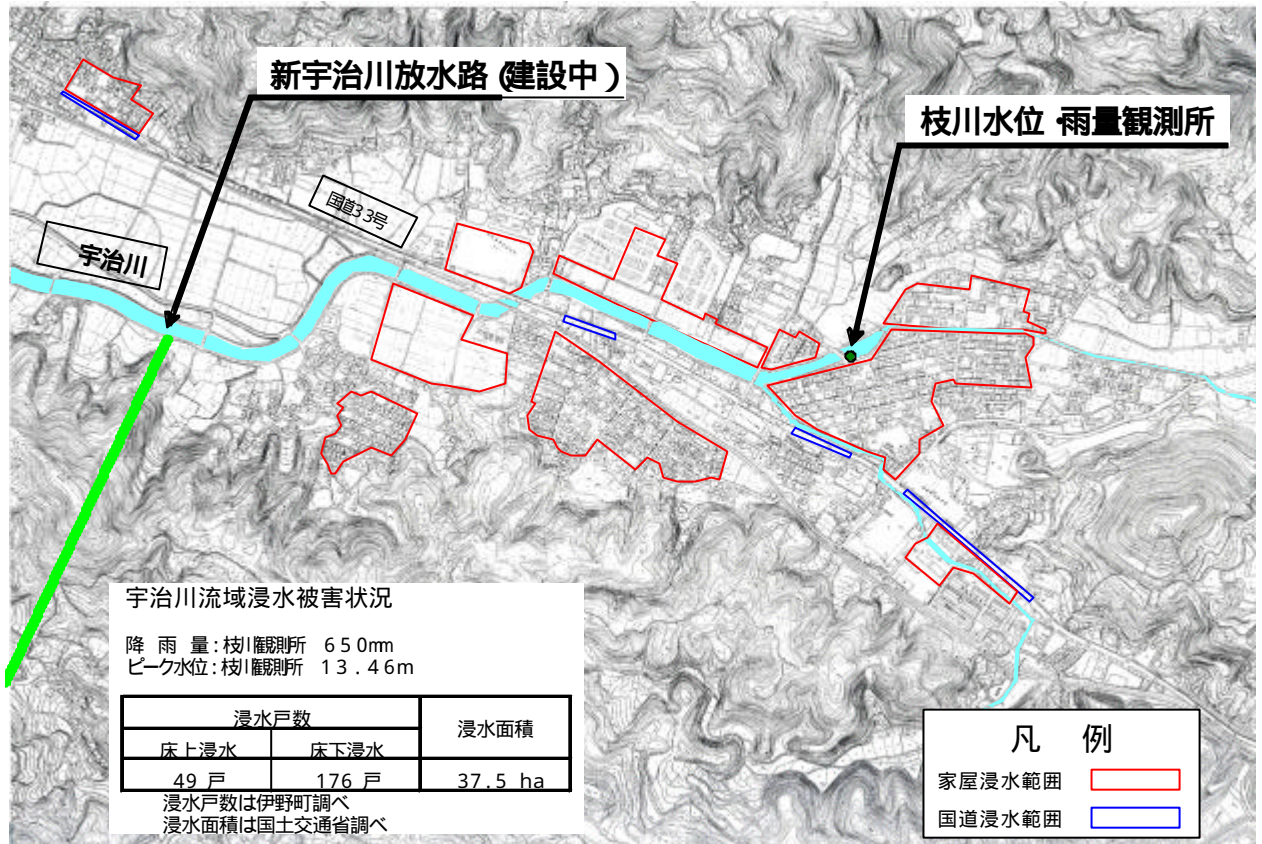 新宇治川放水路 (建設中)
枝川水位・雨量観測所
国道33号
宇治川
宇治川流域浸水被害状況
降 雨 量:枝川観測所 650mm
ピーク水位:枝川観測所 13.46m
浸水戸数 浸水面積
床上浸水 床下浸水
49 戸 176 戸 37.5 ha
浸水戸数は伊野町調べ
浸水面積は国土交通省調べ
凡 例
家屋浸水範囲
国道浸水範囲